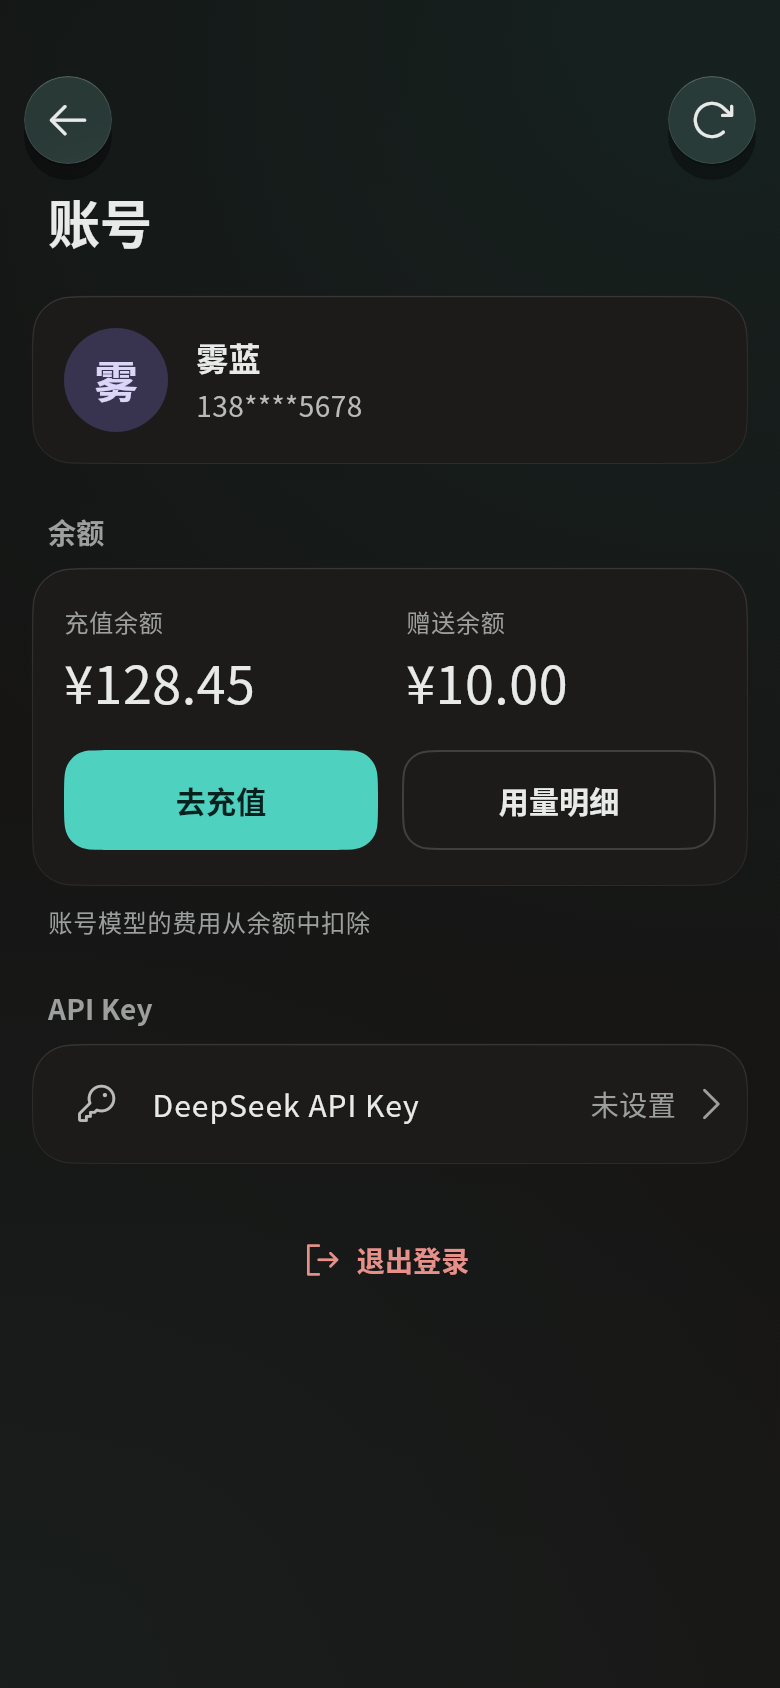 账号
雾
雾蓝
138****5678
余额
充值余额
赠送余额
¥128.45
¥10.00
去充值
用量明细
账号模型的费用从余额中扣除
API Key
DeepSeek API Key
未设置
退出登录